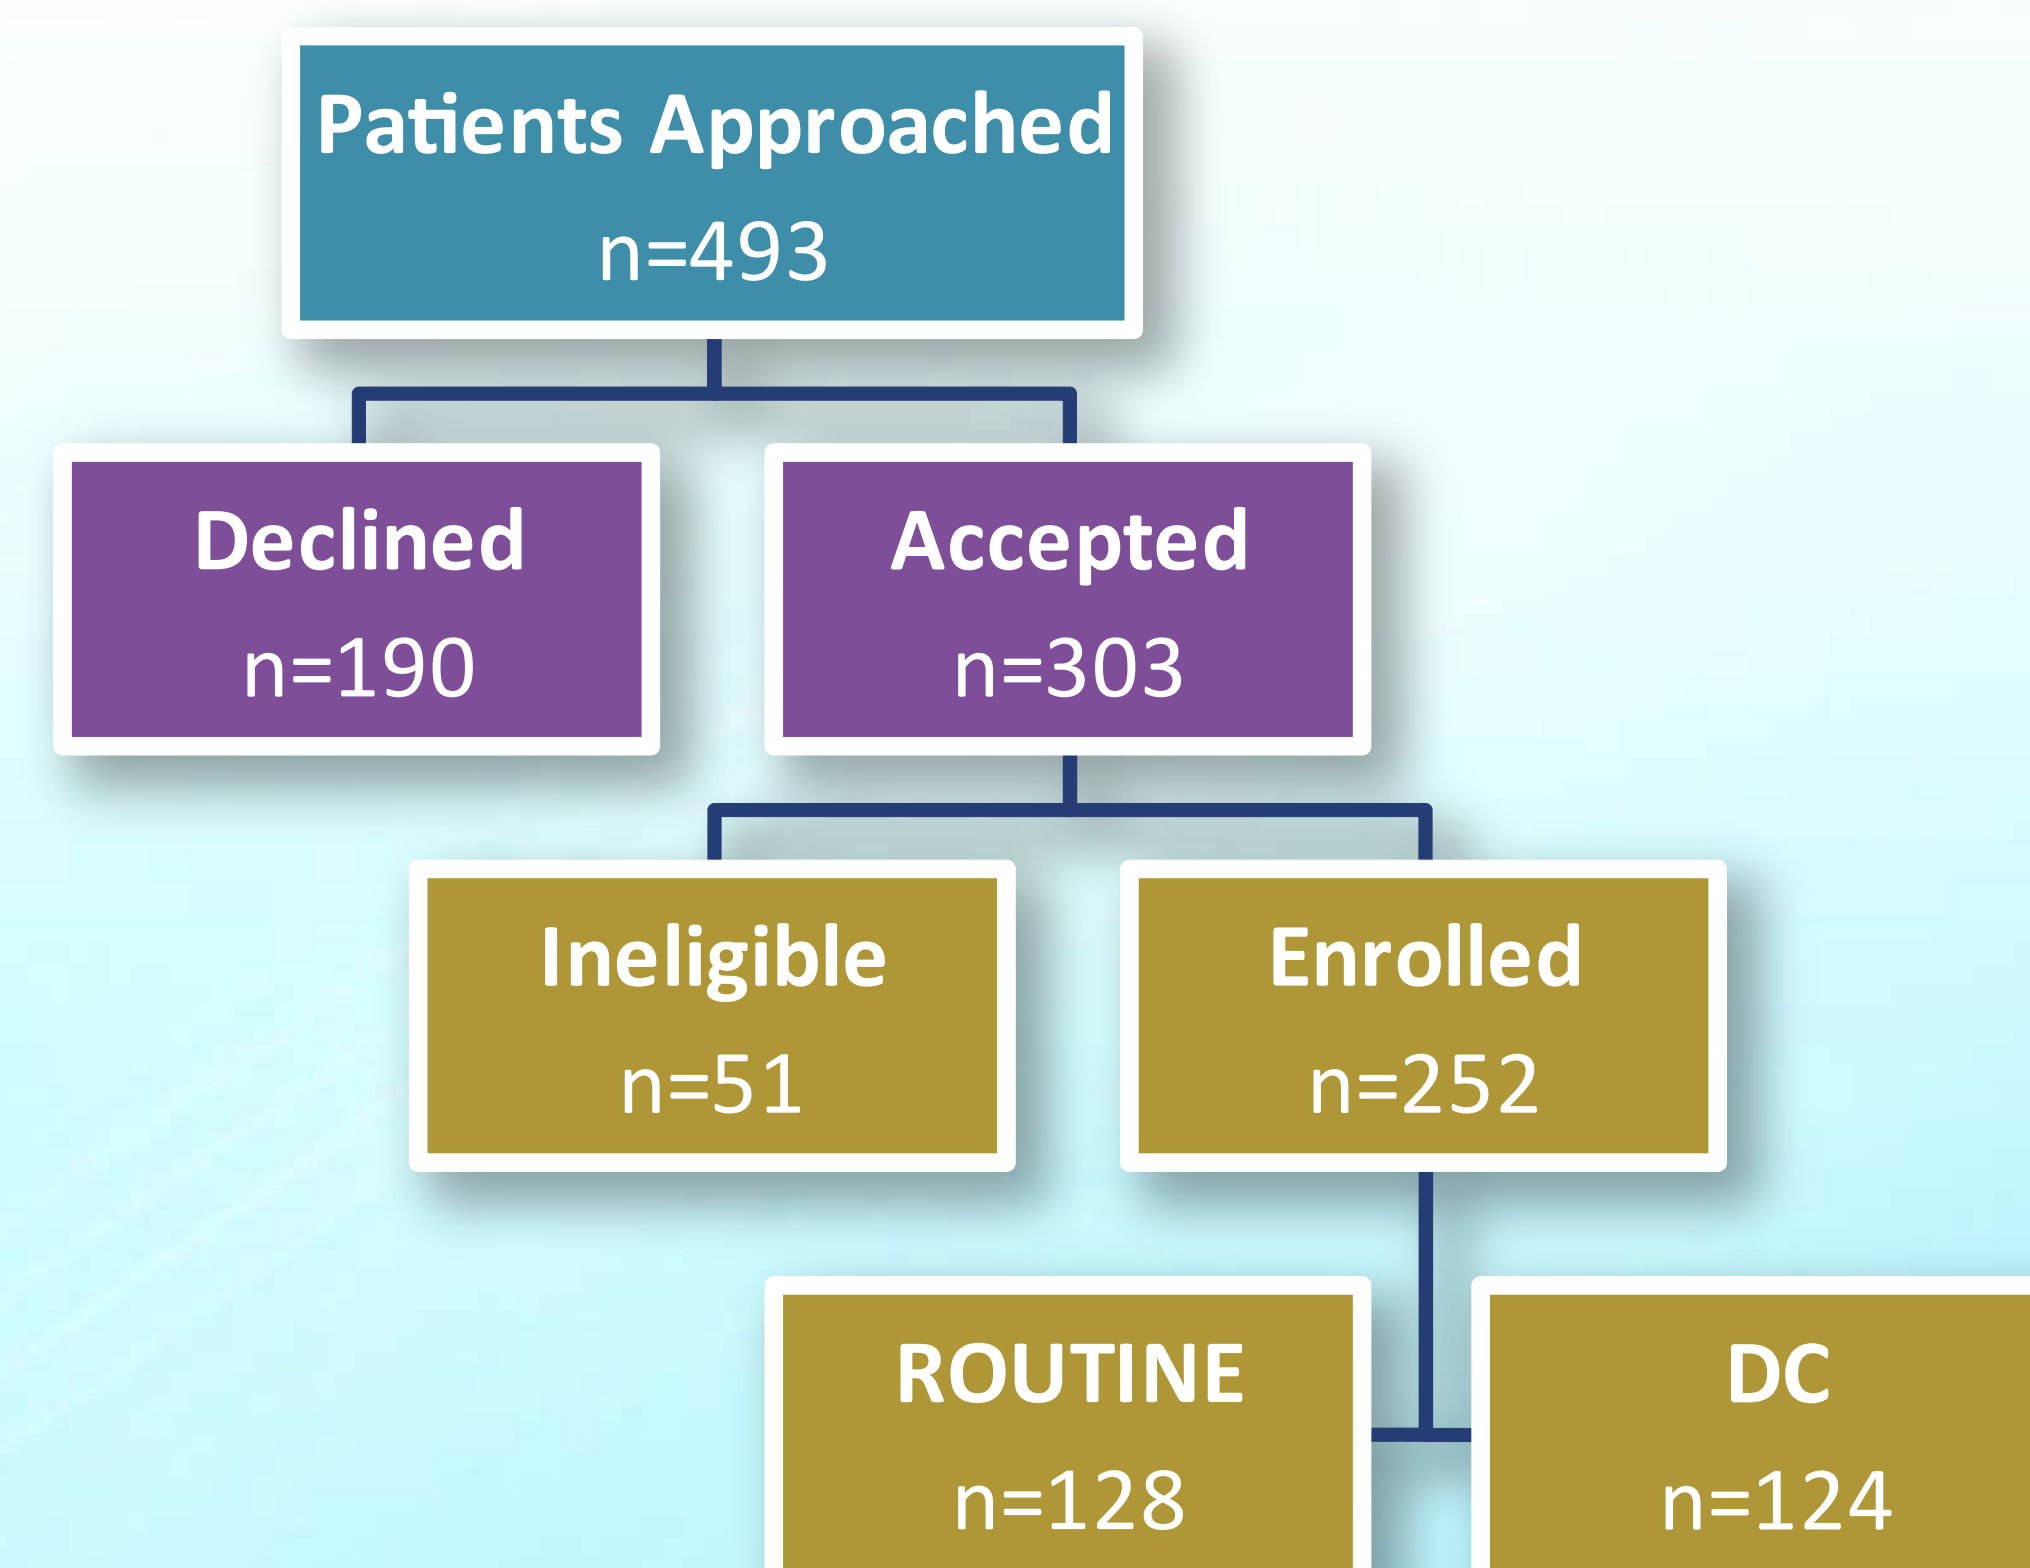 Patients Approached
n=493
Declined
n=190
Accepted
n=303
Ineligible
n=51
Enrolled
n=252
ROUTINE
n=128
DC
n=124